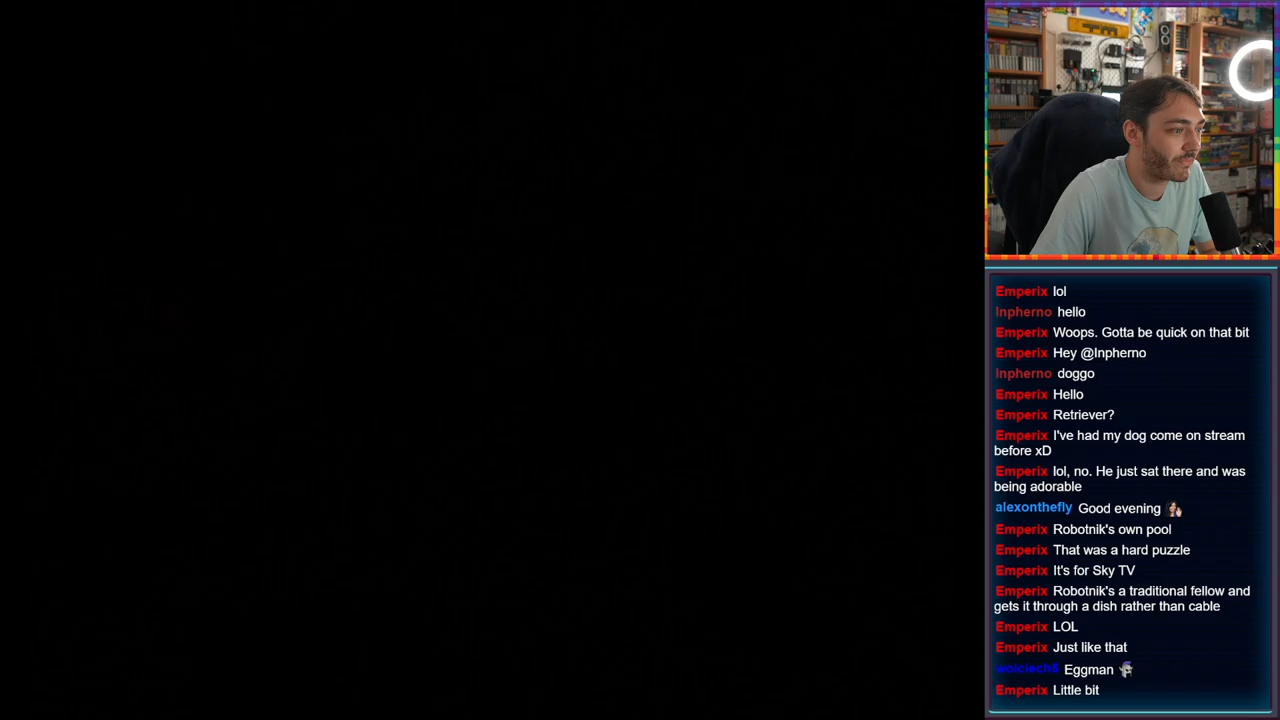 Emperix lol
Inpherno hello
Emperix Woops. Gotta be quick on that bit
Emperix Hey @Inpherno
Inpherno doggo
Emperix Hello
Emperix Retriever?
Emperix I've had my dog come on stream
before xD
Emperix lol, no. He just sat there and was
being adorable
alexonthefly Good evening
Emperix Robotnik's own pool
Emperix That was a hard puzzle
Emperix It's for Sky TV
Emperix Robotnik's a traditional fellow and
gets it through a dish rather than cable
Emperix LOL
Emperix Just like that
wojciech5 Eggman
Emperix Little bit